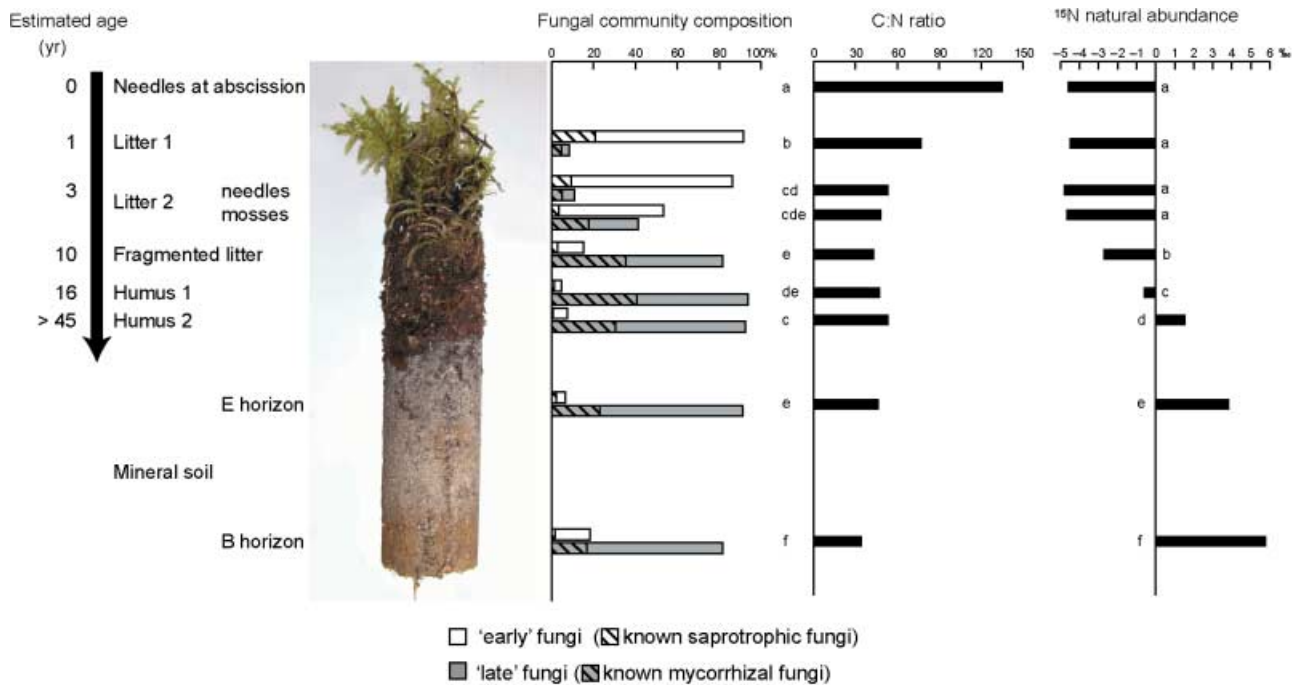 Estimated age
(yr)
Fungal community composition
C:N ratio
¹⁵N natural abundance
0 20 40 60 80 100%
0 30 60 90 120 150
–5 –4 –3 –2 –1 0 1 2 3 4 5 6 ‰
0 Needles at abscission a a
1 Litter 1 b a
3 Litter 2 needles cd a
mosses cde a
10 Fragmented litter e b
16 Humus 1 de c
> 45 Humus 2 c d
E horizon e e
Mineral soil
B horizon f f
'early' fungi ( known saprotrophic fungi)
'late' fungi ( known mycorrhizal fungi)